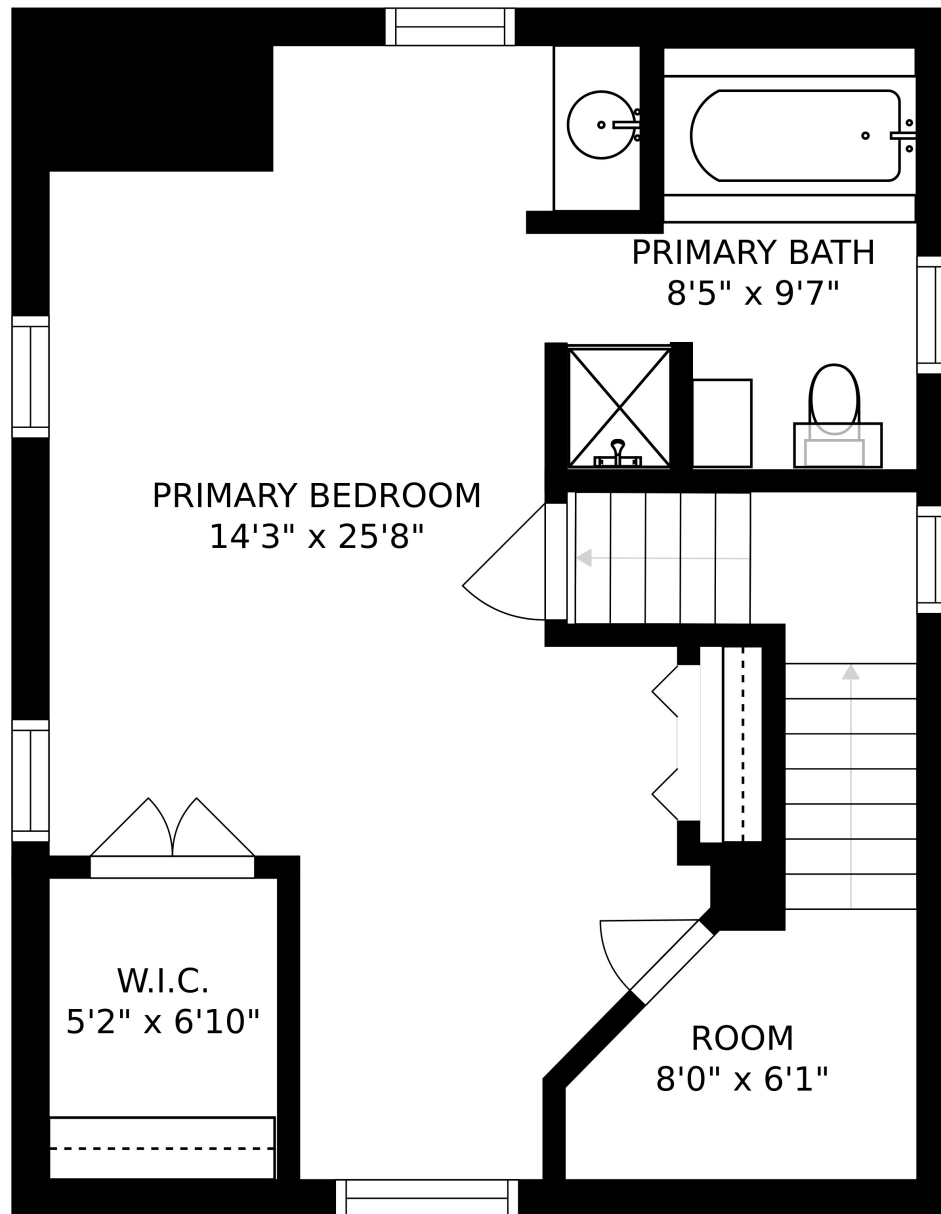 PRIMARY BATH
8'5" x 9'7"
PRIMARY BEDROOM
14'3" x 25'8"
W.I.C.
5'2" x 6'10"
ROOM
8'0" x 6'1"